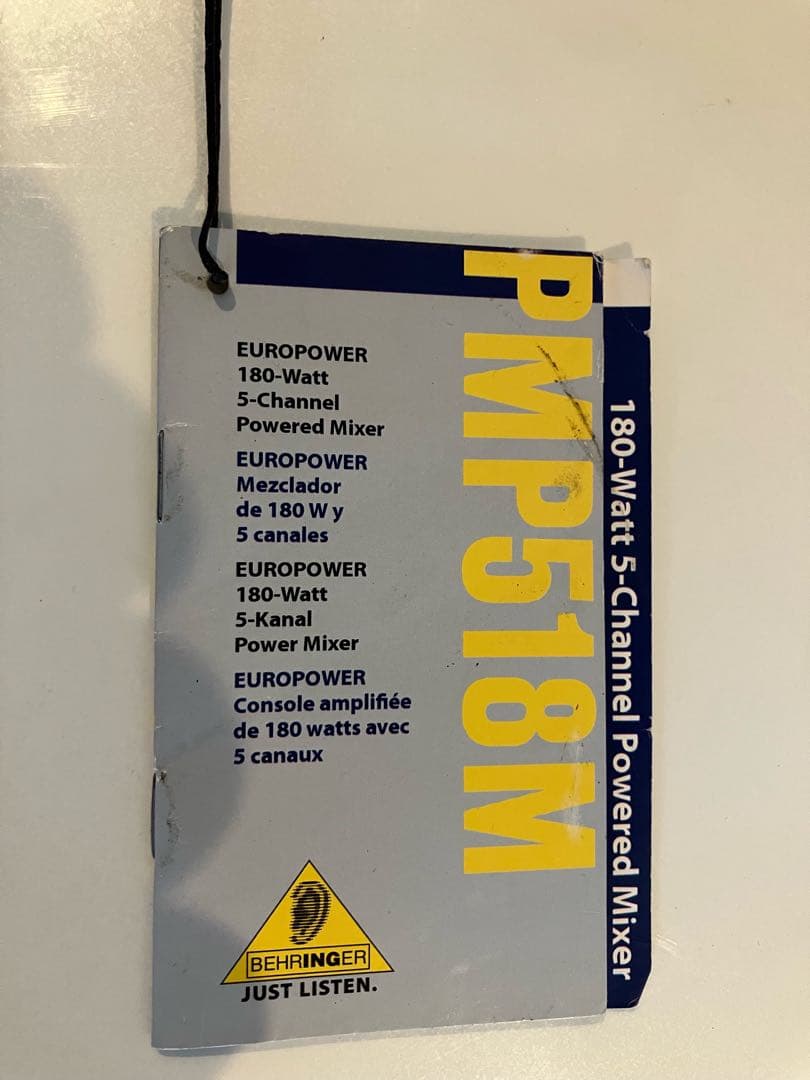 PMP518M
180-Watt 5-Channel Powered Mixer
EUROPOWER
180-Watt
5-Channel
Powered Mixer
EUROPOWER
Mezclador
de 180 W y
5 canales
EUROPOWER
180-Watt
5-Kanal
Power Mixer
EUROPOWER
Console amplifiée
de 180 watts avec
5 canaux
BEHRINGER
JUST LISTEN.